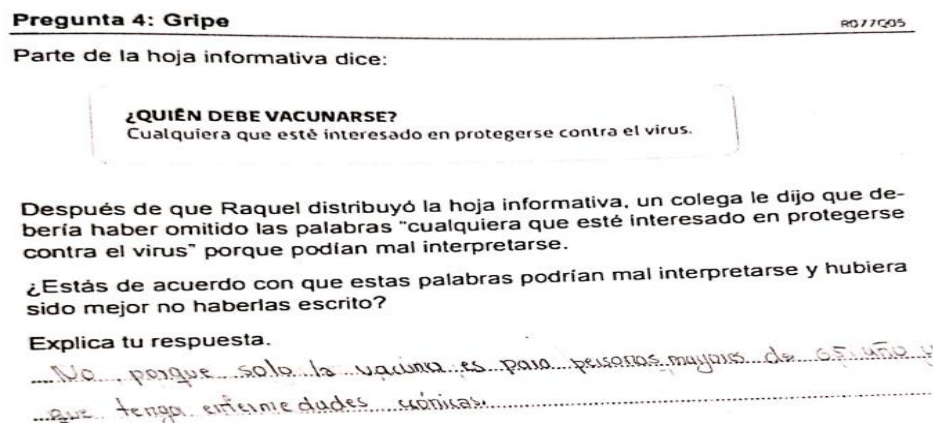 Pregunta 4: Gripe
R077Q05
Parte de la hoja informativa dice:
¿QUIÉN DEBE VACUNARSE?
Cualquiera que esté interesado en protegerse contra el virus.
Después de que Raquel distribuyó la hoja informativa, un colega le dijo que de-
bería haber omitido las palabras "cualquiera que esté interesado en protegerse
contra el virus" porque podían mal interpretarse.
¿Estás de acuerdo con que estas palabras podrían mal interpretarse y hubiera
sido mejor no haberlas escrito?
Explica tu respuesta.
No, porque solo la vacuna es para personas mayores de 65 uño y
que tenga enfermedades crónicas.